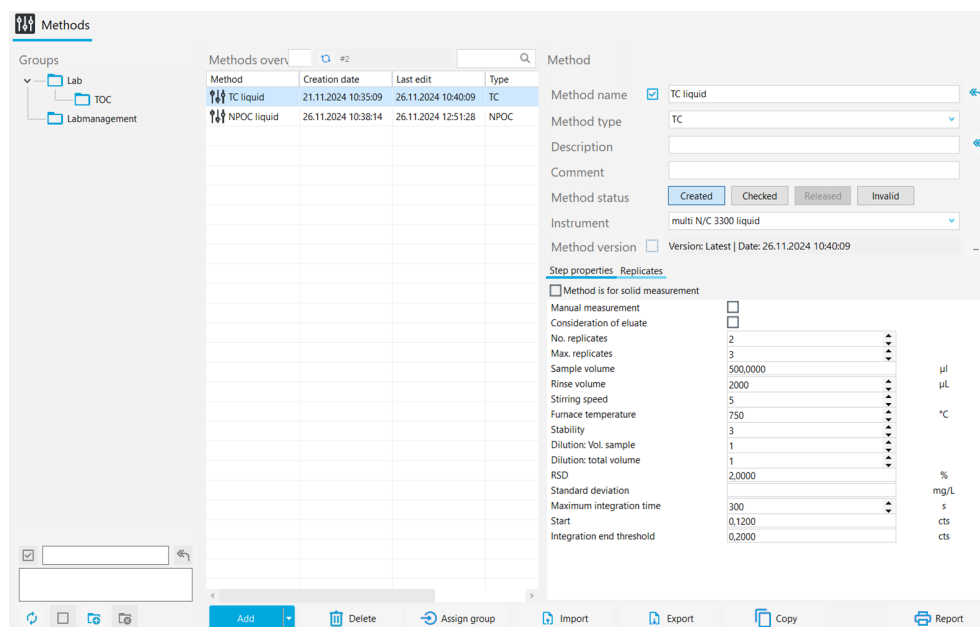 Methods
Groups
Lab
TOC
Labmanagement
Methods overv
#2
Method Creation date Last edit Type
TC liquid 21.11.2024 10:35:09 26.11.2024 10:40:09 TC
NPOC liquid 26.11.2024 10:38:14 26.11.2024 12:51:28 NPOC
Method
Method name TC liquid
Method type TC
Description
Comment
Method status Created Checked Released Invalid
Instrument multi N/C 3300 liquid
Method version Version: Latest | Date: 26.11.2024 10:40:09
Step properties Replicates
Method is for solid measurement
Manual measurement
Consideration of eluate
No. replicates 2
Max. replicates 3
Sample volume 500,0000 µl
Rinse volume 2000 µL
Stirring speed 5
Furnace temperature 750 °C
Stability 3
Dilution: Vol. sample 1
Dilution: total volume 1
RSD 2,0000 %
Standard deviation mg/L
Maximum integration time 300 s
Start 0,1200 cts
Integration end threshold 0,2000 cts
Add Delete Assign group Import Export Copy Report